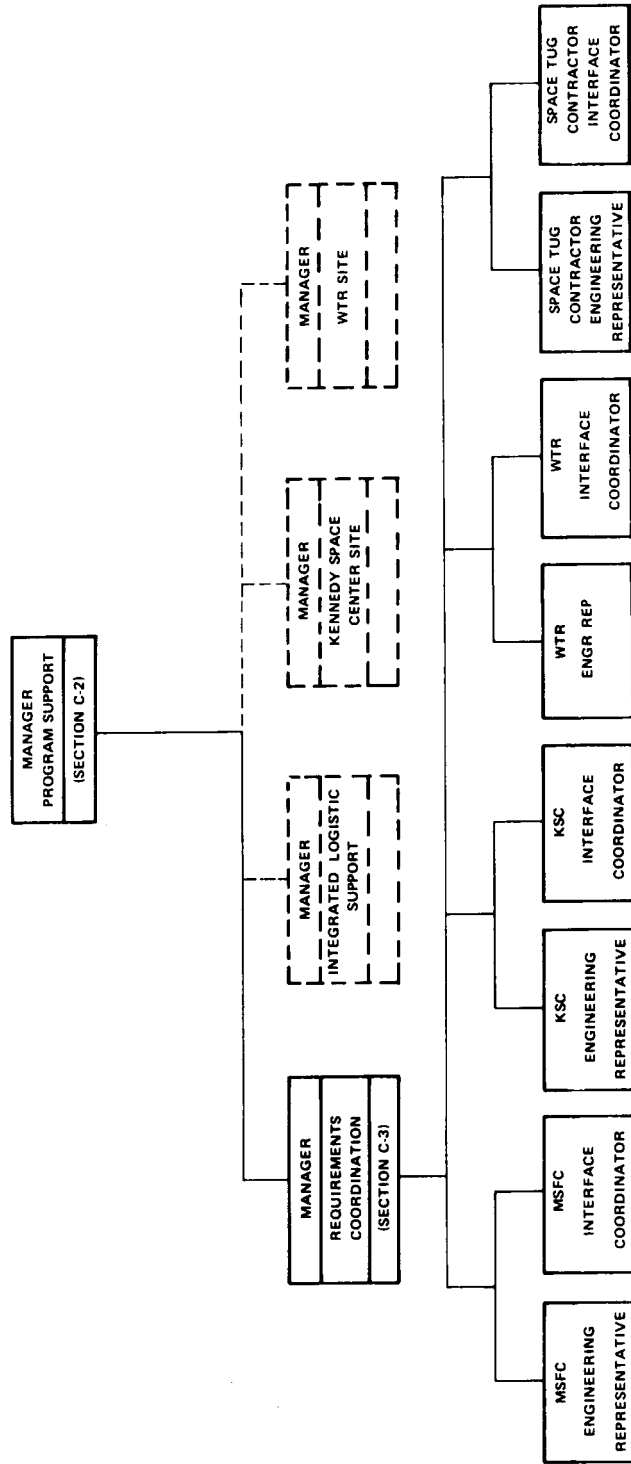 MANAGER
PROGRAM SUPPORT
(SECTION C-2)
MANAGER
REQUIREMENTS
COORDINATION
(SECTION C-3)
MANAGER
INTEGRATED LOGISTIC
SUPPORT
MANAGER
KENNEDY SPACE
CENTER SITE
MANAGER
WTR SITE
MSFC
ENGINEERING
REPRESENTATIVE
MSFC
INTERFACE
COORDINATOR
KSC
ENGINEERING
REPRESENTATIVE
KSC
INTERFACE
COORDINATOR
WTR
ENGR REP
WTR
INTERFACE
COORDINATOR
SPACE TUG
CONTRACTOR
ENGINEERING
REPRESENTATIVE
SPACE TUG
CONTRACTOR
INTERFACE
COORDINATOR